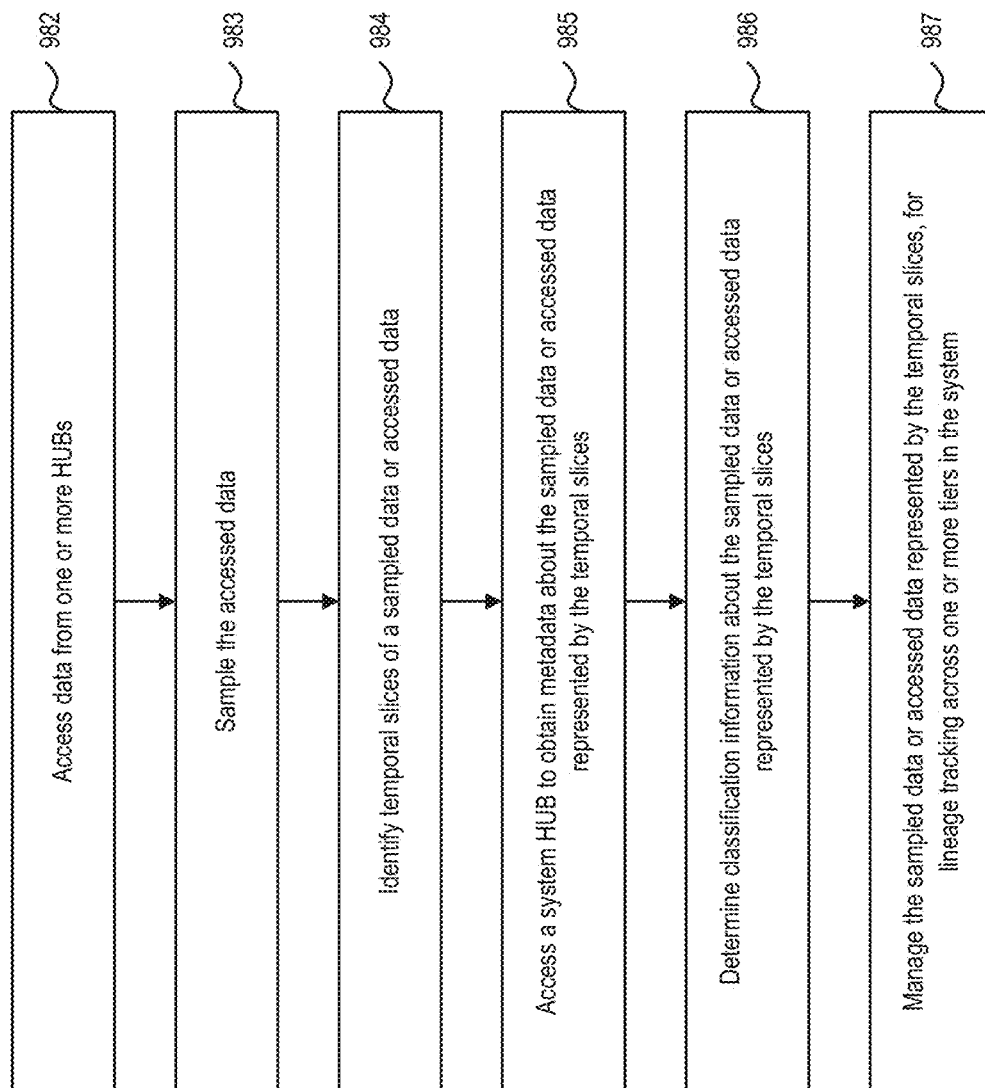 982
Access data from one or more HUBs
983
Sample the accessed data
984
Identify temporal slices of a sampled data or accessed data
985
Access a system HUB to obtain metadata about the sampled data or accessed data
represented by the temporal slices
986
Determine classification information about the sampled data or accessed data
represented by the temporal slices
987
Manage the sampled data or accessed data represented by the temporal slices, for
lineage tracking across one or more tiers in the system